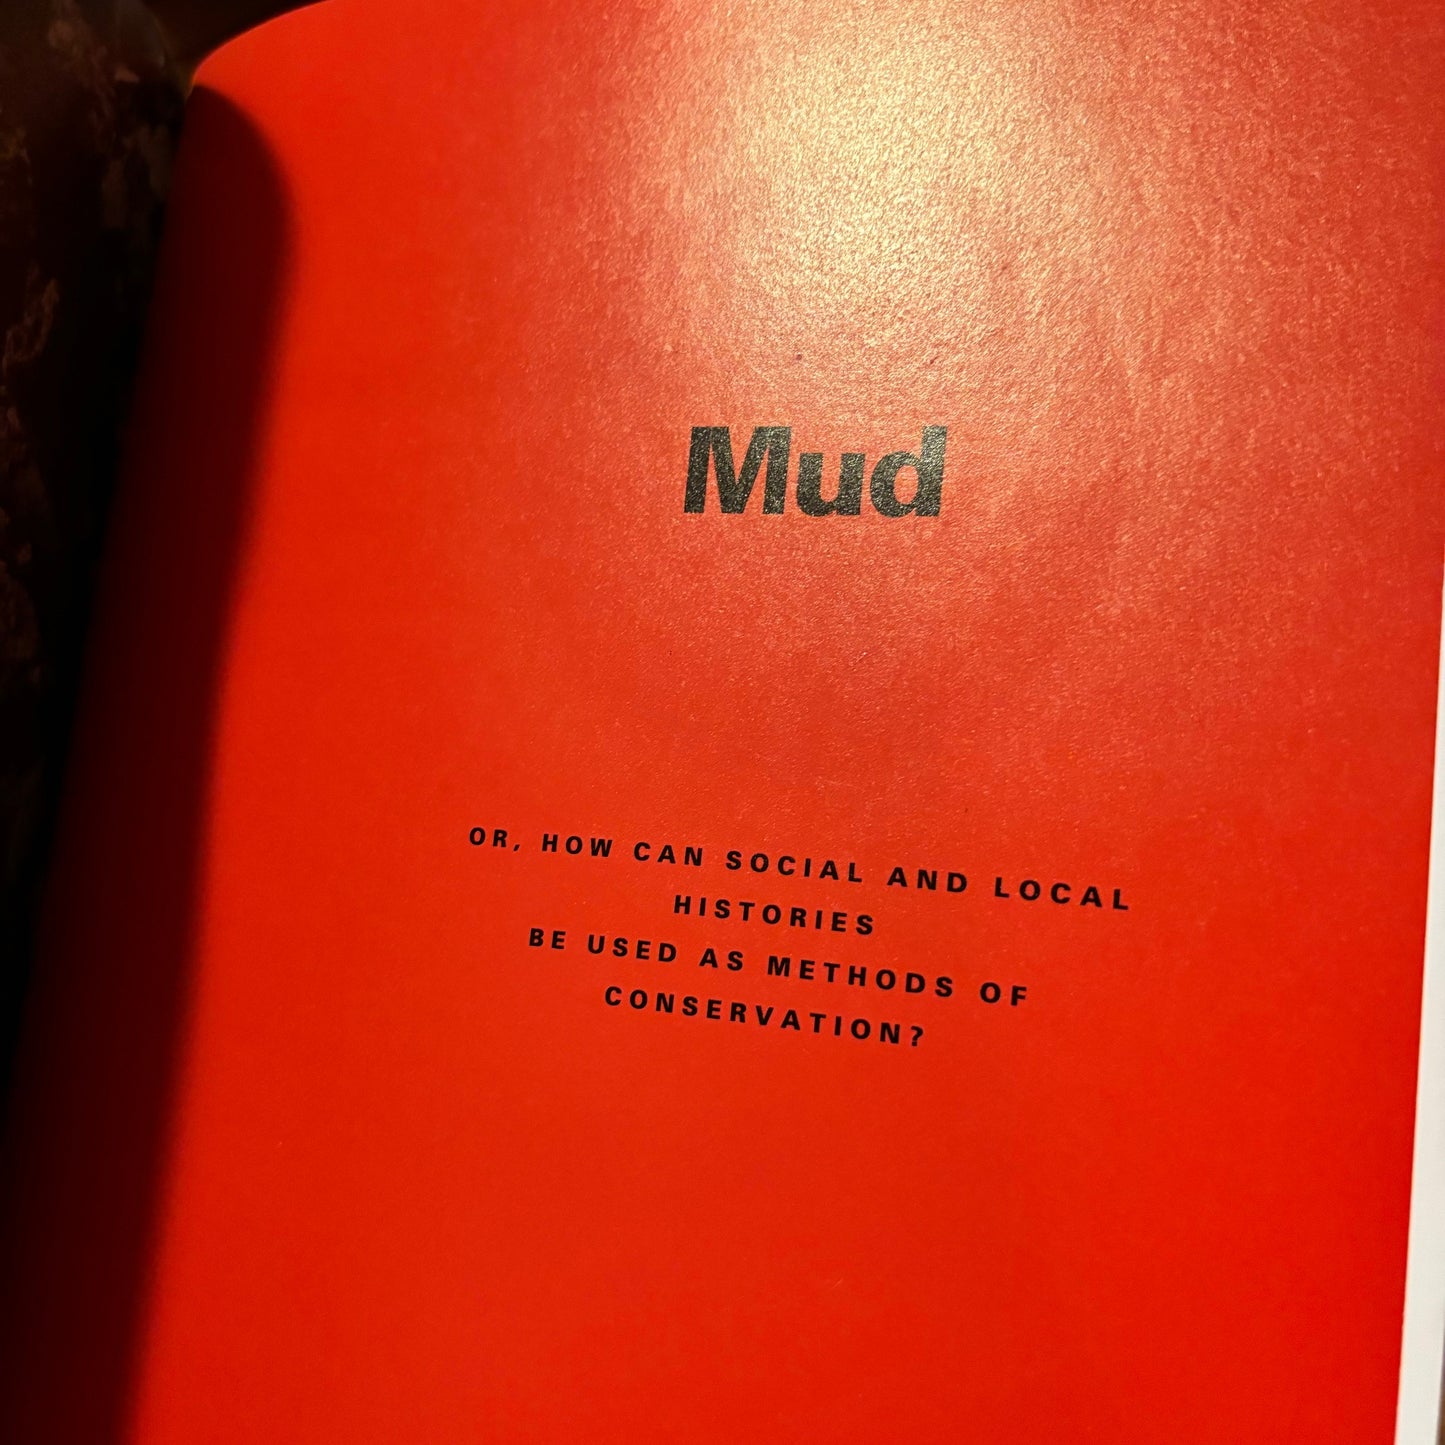 Mud
OR, HOW CAN SOCIAL AND LOCAL
HISTORIES
BE USED AS METHODS OF
CONSERVATION?